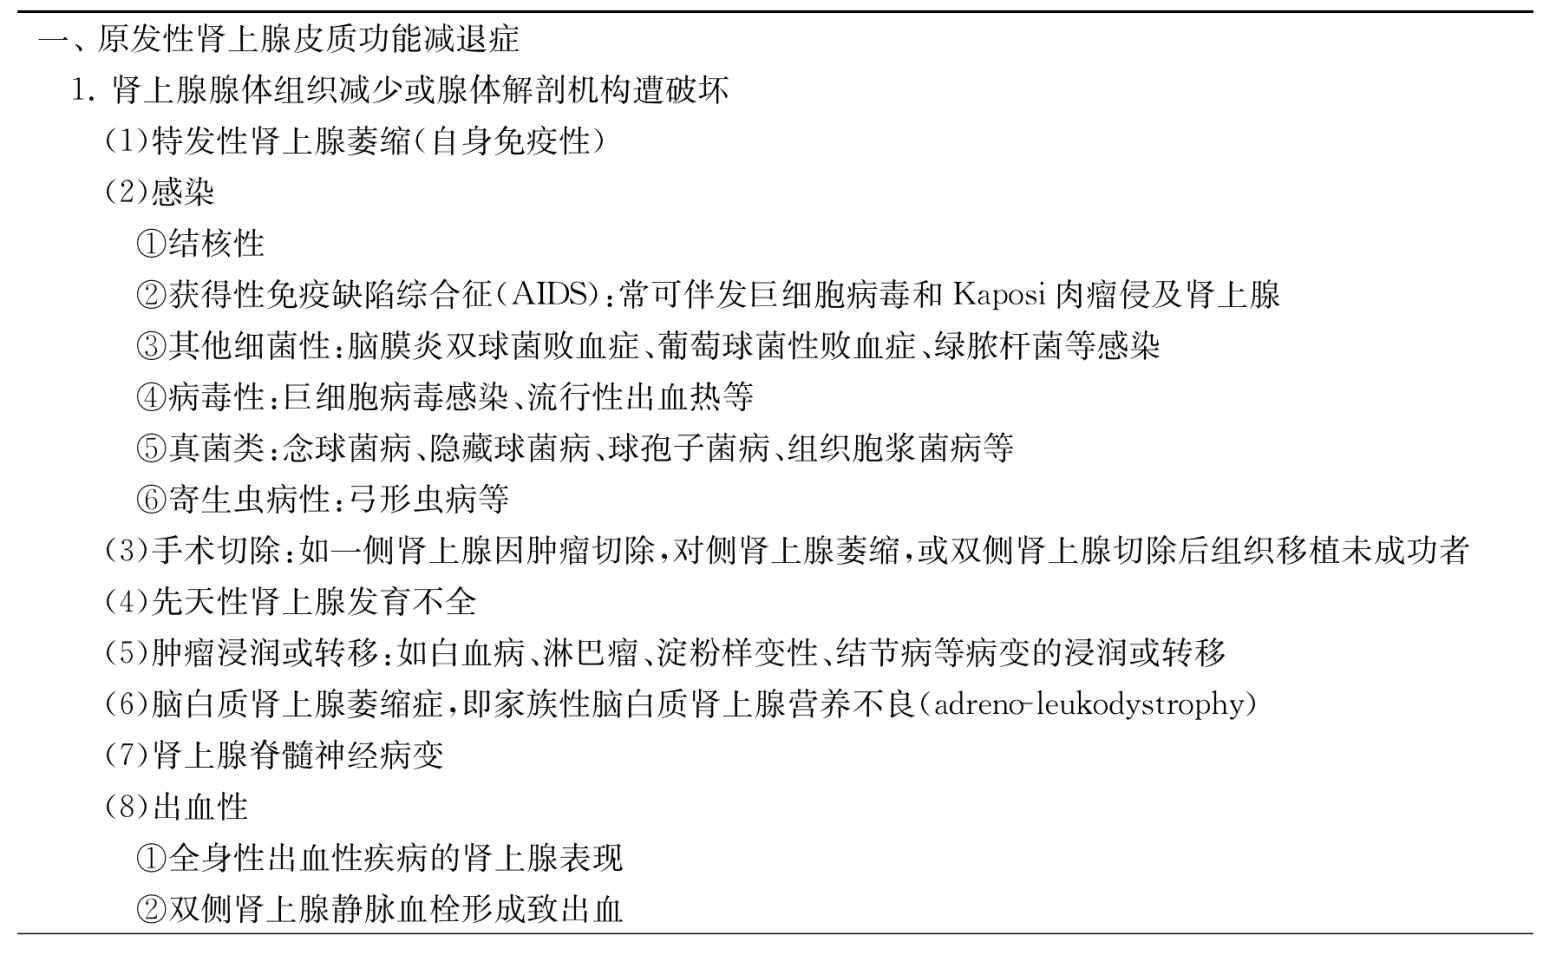 一、原发性肾上腺皮质功能减退症
1. 肾上腺腺体组织减少或腺体解剖机构遭破坏
(1)特发性肾上腺萎缩(自身免疫性)
(2)感染
①结核性
②获得性免疫缺陷综合征(AIDS):常可伴发巨细胞病毒和 Kaposi 肉瘤侵及肾上腺
③其他细菌性:脑膜炎双球菌败血症、葡萄球菌性败血症、绿脓杆菌等感染
④病毒性:巨细胞病毒感染、流行性出血热等
⑤真菌类:念球菌病、隐藏球菌病、球孢子菌病、组织胞浆菌病等
⑥寄生虫病性:弓形虫病等
(3)手术切除:如一侧肾上腺因肿瘤切除,对侧肾上腺萎缩,或双侧肾上腺切除后组织移植未成功者
(4)先天性肾上腺发育不全
(5)肿瘤浸润或转移:如白血病、淋巴瘤、淀粉样变性、结节病等病变的浸润或转移
(6)脑白质肾上腺萎缩症,即家族性脑白质肾上腺营养不良(adreno-leukodystrophy)
(7)肾上腺脊髓神经病变
(8)出血性
①全身性出血性疾病的肾上腺表现
②双侧肾上腺静脉血栓形成致出血